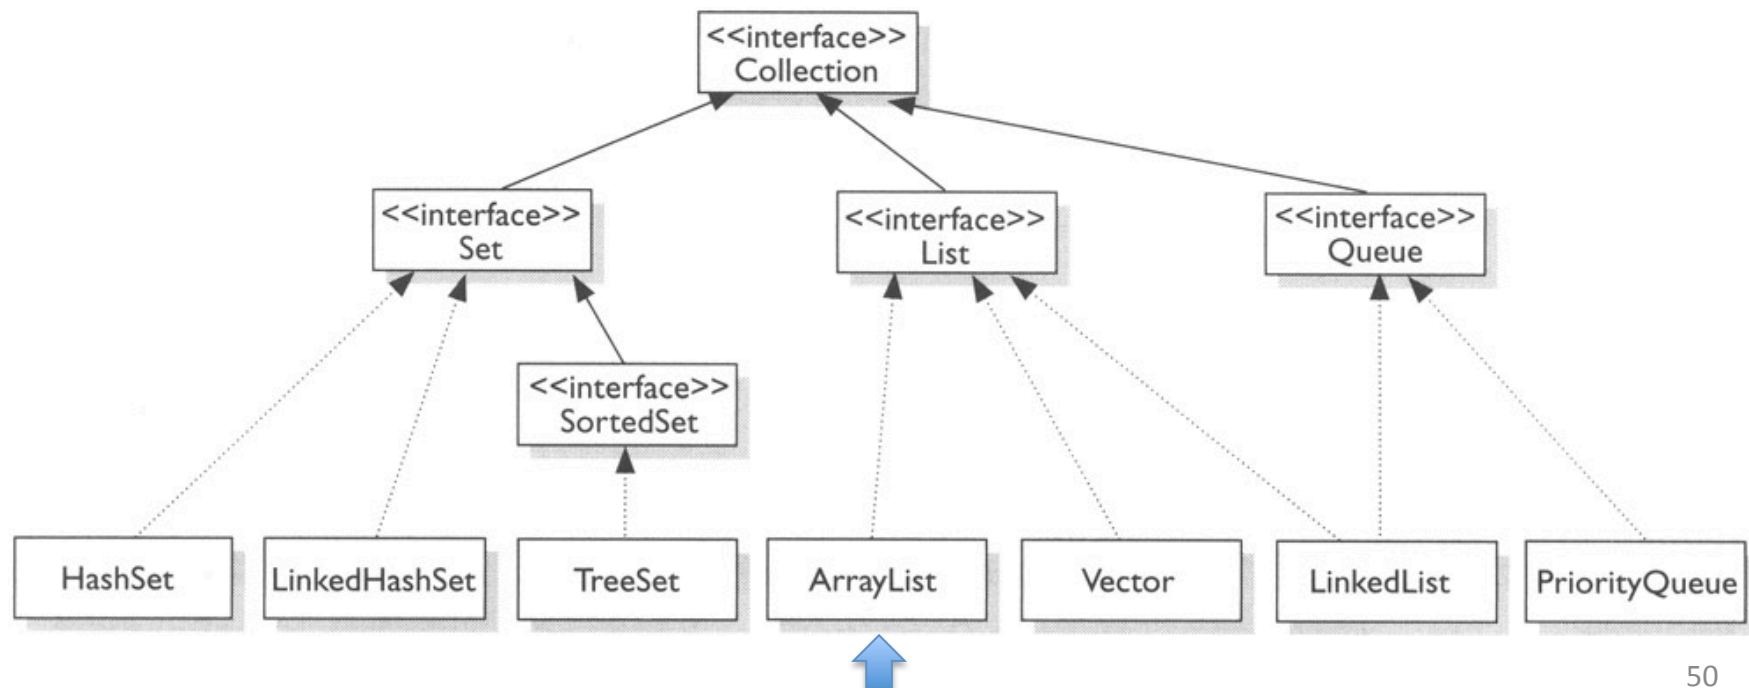 <<interface>>
Collection
<<interface>>
Set
<<interface>>
List
<<interface>>
Queue
<<interface>>
SortedSet
HashSet
LinkedHashSet
TreeSet
ArrayList
Vector
LinkedList
PriorityQueue
50